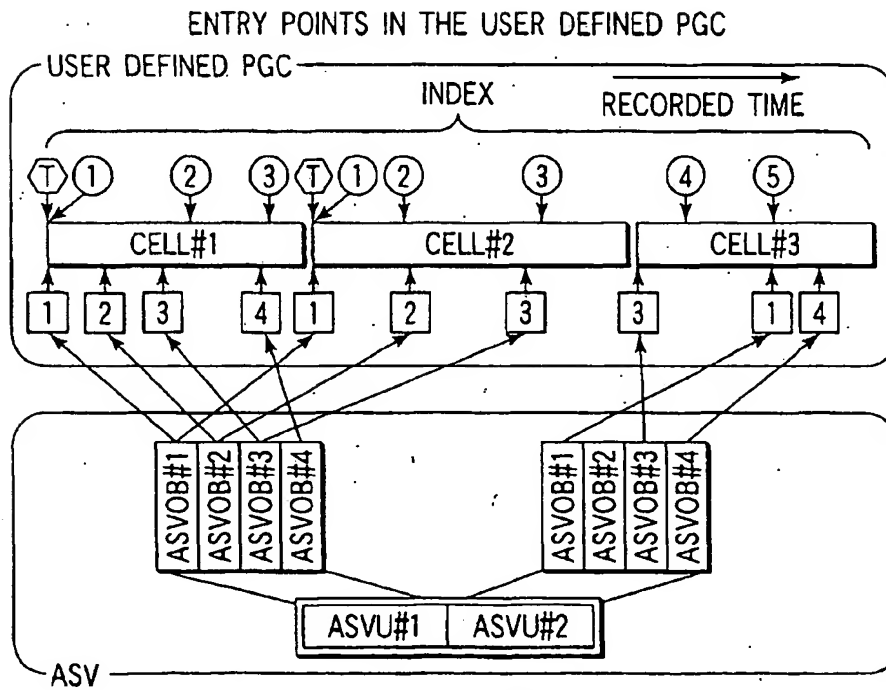 ENTRY POINTS IN THE USER DEFINED PGC
USER DEFINED PGC
INDEX
RECORDED TIME
T 1 2 3 T 1 2 3 4 5
CELL#1 CELL#2 CELL#3
1 2 3 4 1 2 3 3 1 4
ASVOB#1 ASVOB#2 ASVOB#3 ASVOB#4 ASVOB#1 ASVOB#2 ASVOB#3 ASVOB#4
ASVU#1 ASVU#2
ASV